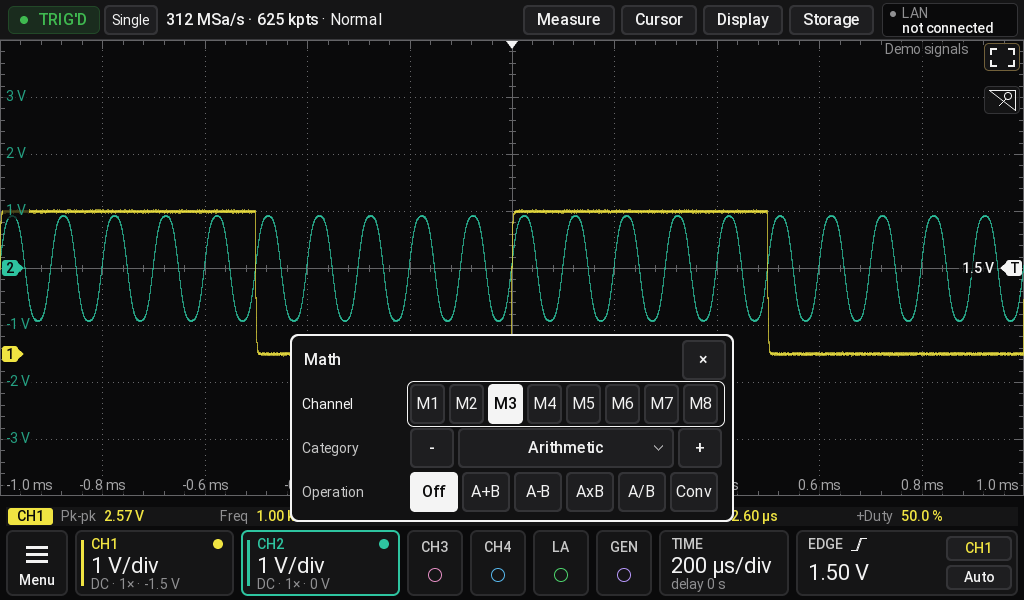 TRIG'D Single 312 MSa/s · 625 kpts · Normal Measure Cursor Display Storage LAN
not connected
Demo signals
3 V
2 V
1 V
2
1.5 V T
-1 V
1
-2 V
-3 V
-1.0 ms -0.8 ms -0.6 ms 0.6 ms 0.8 ms 1.0 ms
Math ×
Channel M1 M2 M3 M4 M5 M6 M7 M8
Category - Arithmetic +
Operation Off A+B A-B AxB A/B Conv
CH1 Pk-pk 2.57 V Freq 1.00 2.60 µs +Duty 50.0 %
Menu
CH1
1 V/div
DC · 1× · -1.5 V
CH2
1 V/div
DC · 1× · 0 V
CH3 CH4 LA GEN
TIME
200 µs/div
delay 0 s
EDGE CH1
1.50 V Auto